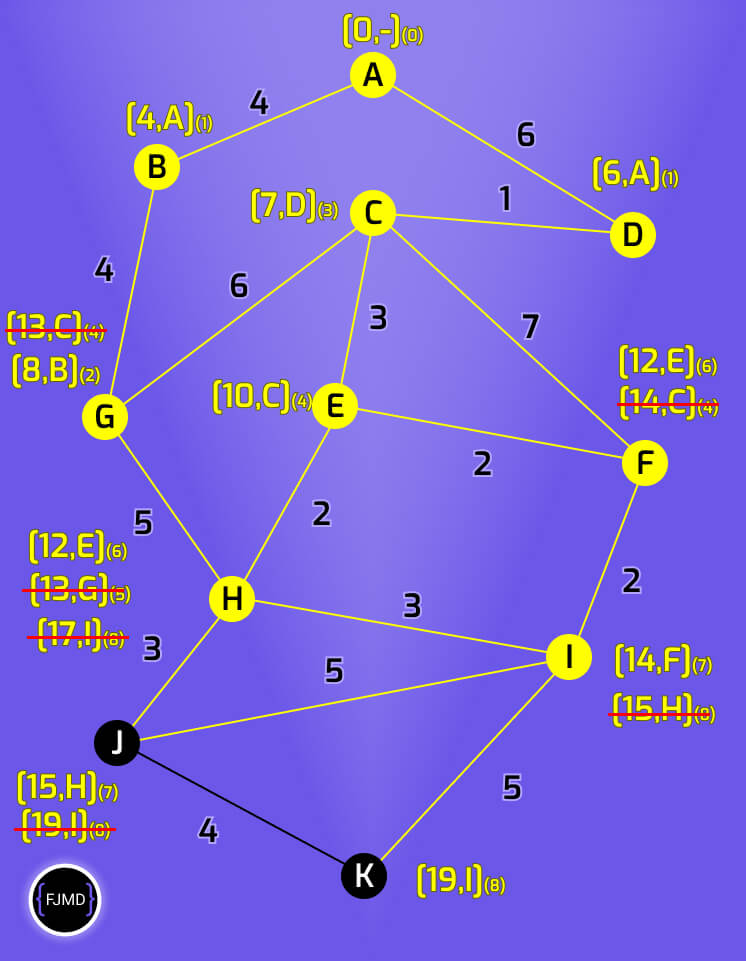 [0,-](0)
A
4
[4,A](1)
6
B
[6,A](1)
[7,D](3)
C
1
D
4
6
3
7
[13,C](4)
[8,B](2)
[12,E](6)
[10,C](4)
E
[14,C](4)
G
2
F
5
2
[12,E](6)
2
[13,G](5)
H
3
[17,I](8)
3
5
I
[14,F](7)
[15,H](8)
J
[15,H](7)
5
[19,I](8)
4
K
[19,I](8)
{FJMD}